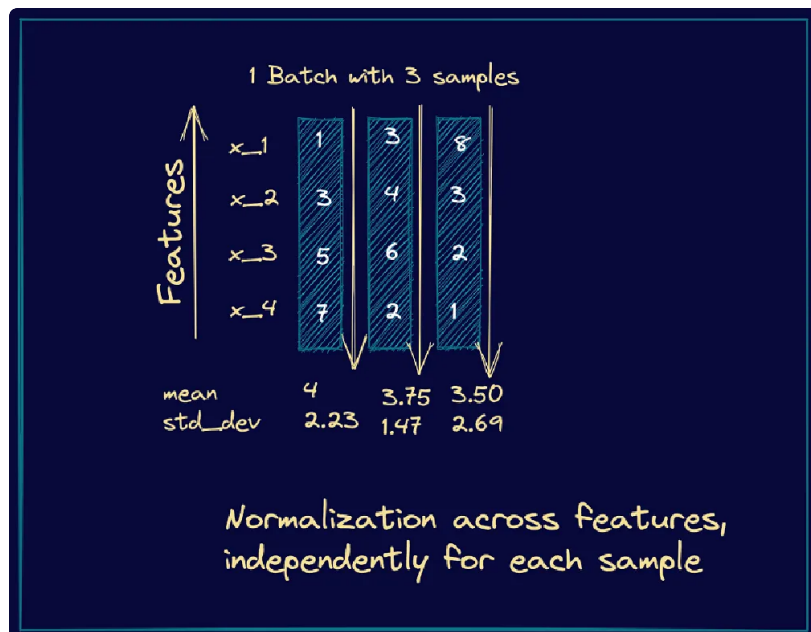 1 Batch with 3 samples
Features
x_1 1 3 8
x_2 3 4 3
x_3 5 6 2
x_4 7 2 1
mean 4 3.75 3.50
std_dev 2.23 1.47 2.69
Normalization across features,
independently for each sample